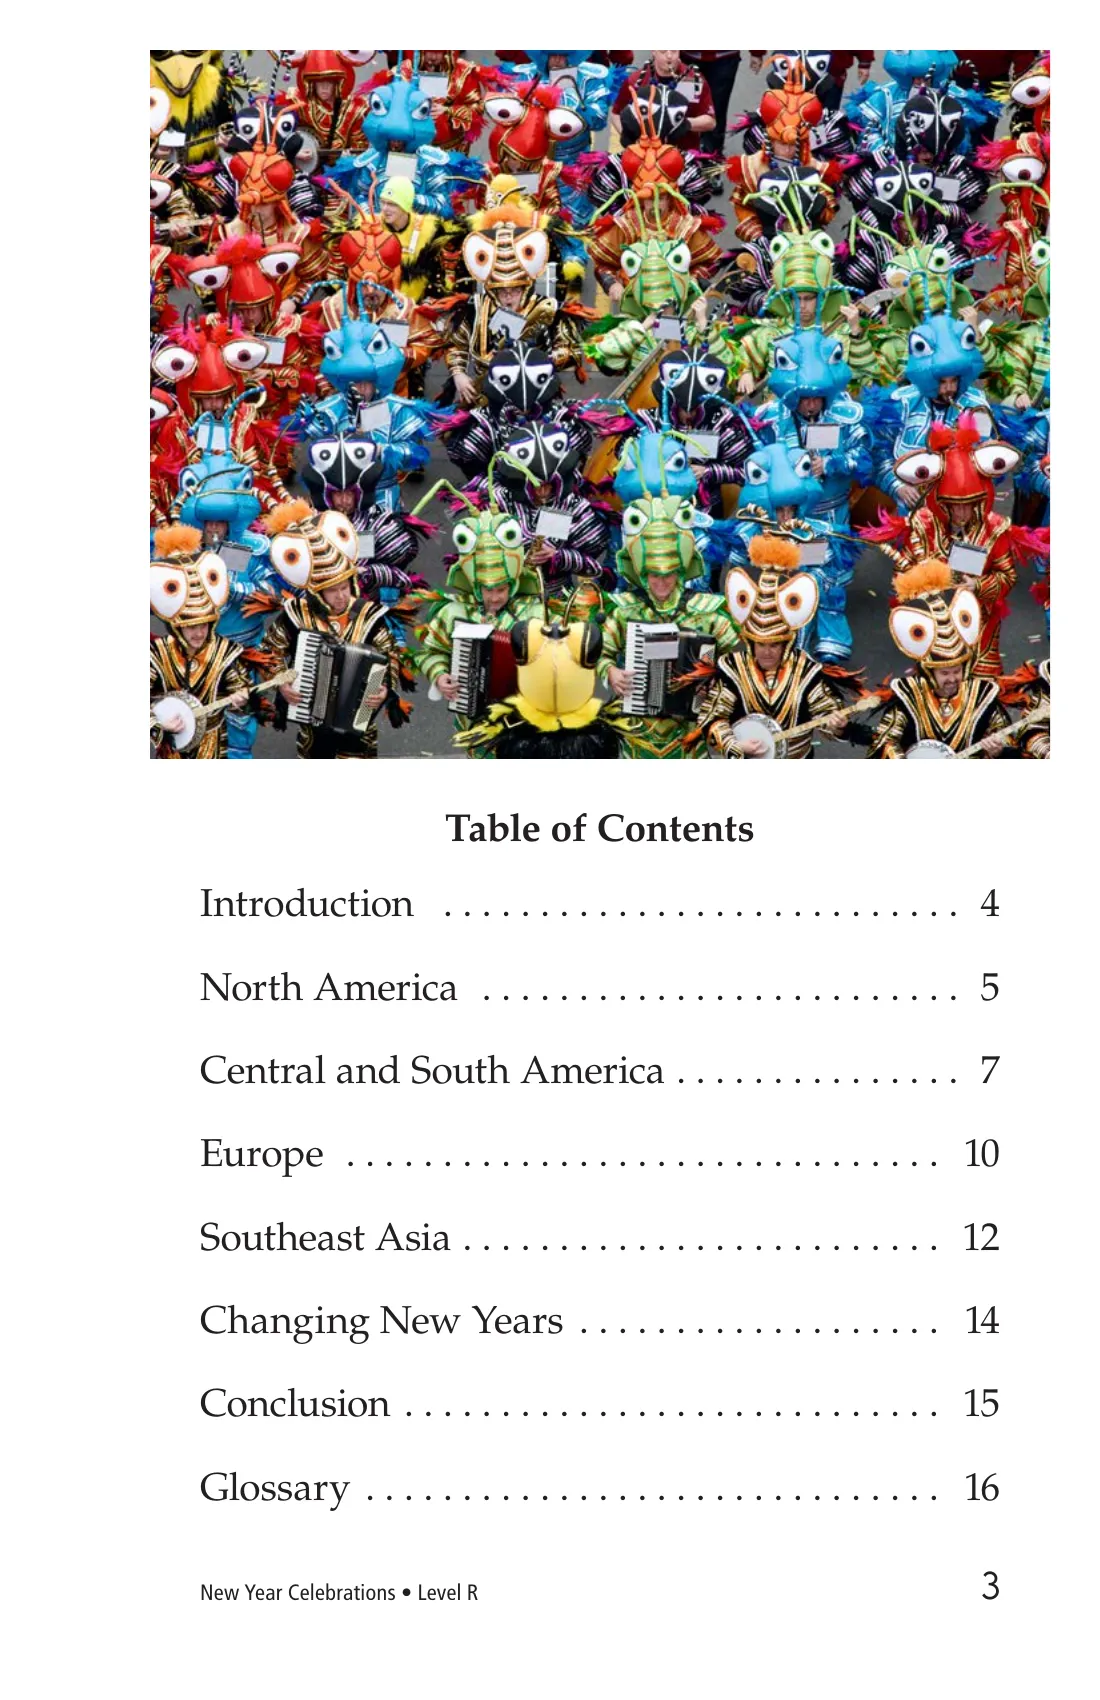 Table of Contents
Introduction . . . . . . . . . . . . . . . . . . . . . . . . . . . 4
North America . . . . . . . . . . . . . . . . . . . . . . . . . 5
Central and South America . . . . . . . . . . . . . . . 7
Europe . . . . . . . . . . . . . . . . . . . . . . . . . . . . . . . 10
Southeast Asia . . . . . . . . . . . . . . . . . . . . . . . . . 12
Changing New Years . . . . . . . . . . . . . . . . . . . 14
Conclusion . . . . . . . . . . . . . . . . . . . . . . . . . . . . 15
Glossary . . . . . . . . . . . . . . . . . . . . . . . . . . . . . . 16
New Year Celebrations • Level R 3